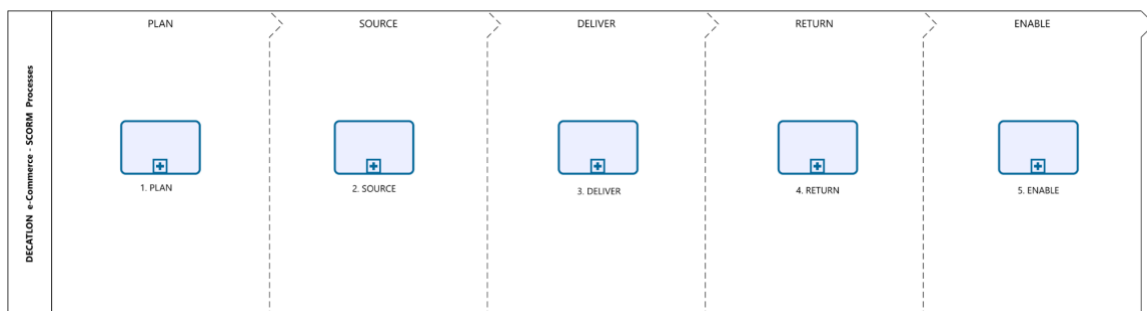 PLAN
SOURCE
DELIVER
RETURN
ENABLE
DECATLON e-Commerce - SCORM Processes
1. PLAN
2. SOURCE
3. DELIVER
4. RETURN
5. ENABLE